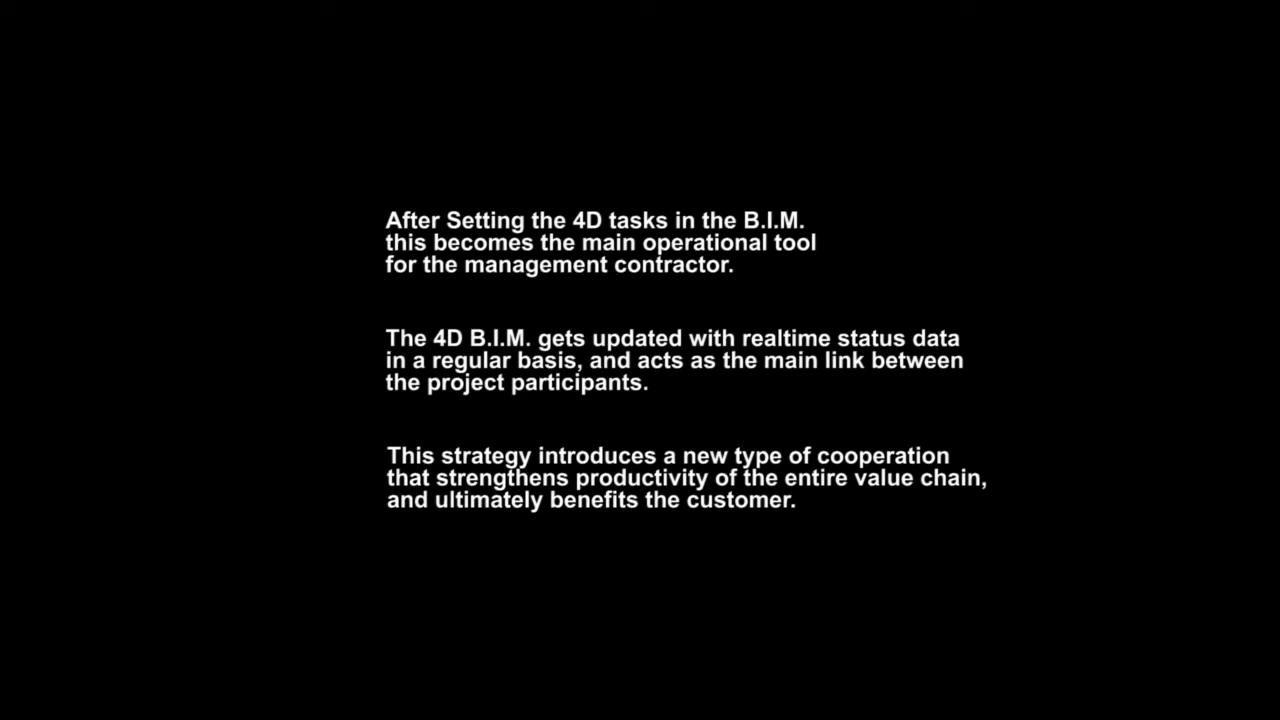 After Setting the 4D tasks in the B.I.M.
this becomes the main operational tool
for the management contractor.
The 4D B.I.M. gets updated with realtime status data
in a regular basis, and acts as the main link between
the project participants.
This strategy introduces a new type of cooperation
that strengthens productivity of the entire value chain,
and ultimately benefits the customer.